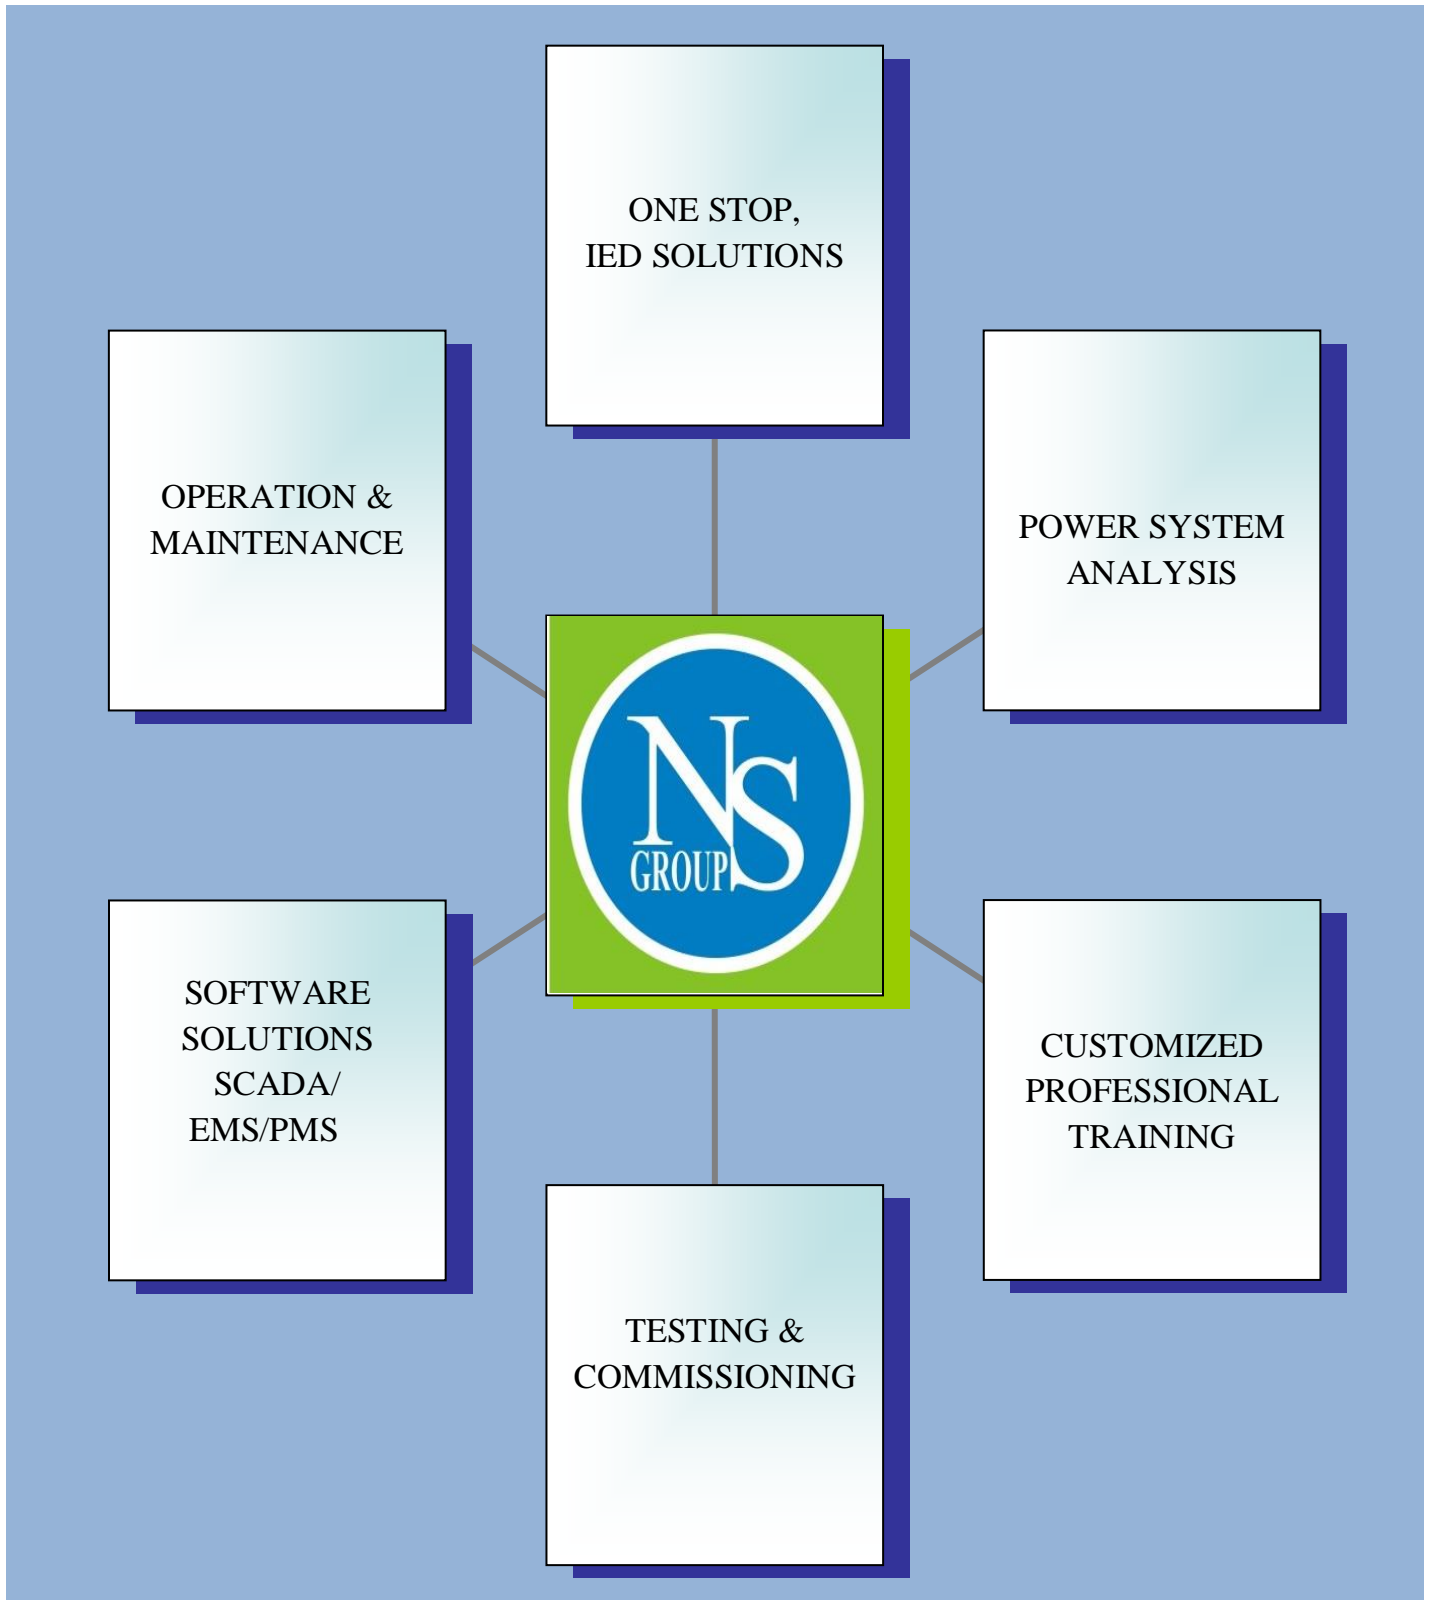 ONE STOP,
IED SOLUTIONS
OPERATION &
MAINTENANCE
POWER SYSTEM
ANALYSIS
NS
GROUP
SOFTWARE
SOLUTIONS
SCADA/
EMS/PMS
CUSTOMIZED
PROFESSIONAL
TRAINING
TESTING &
COMMISSIONING